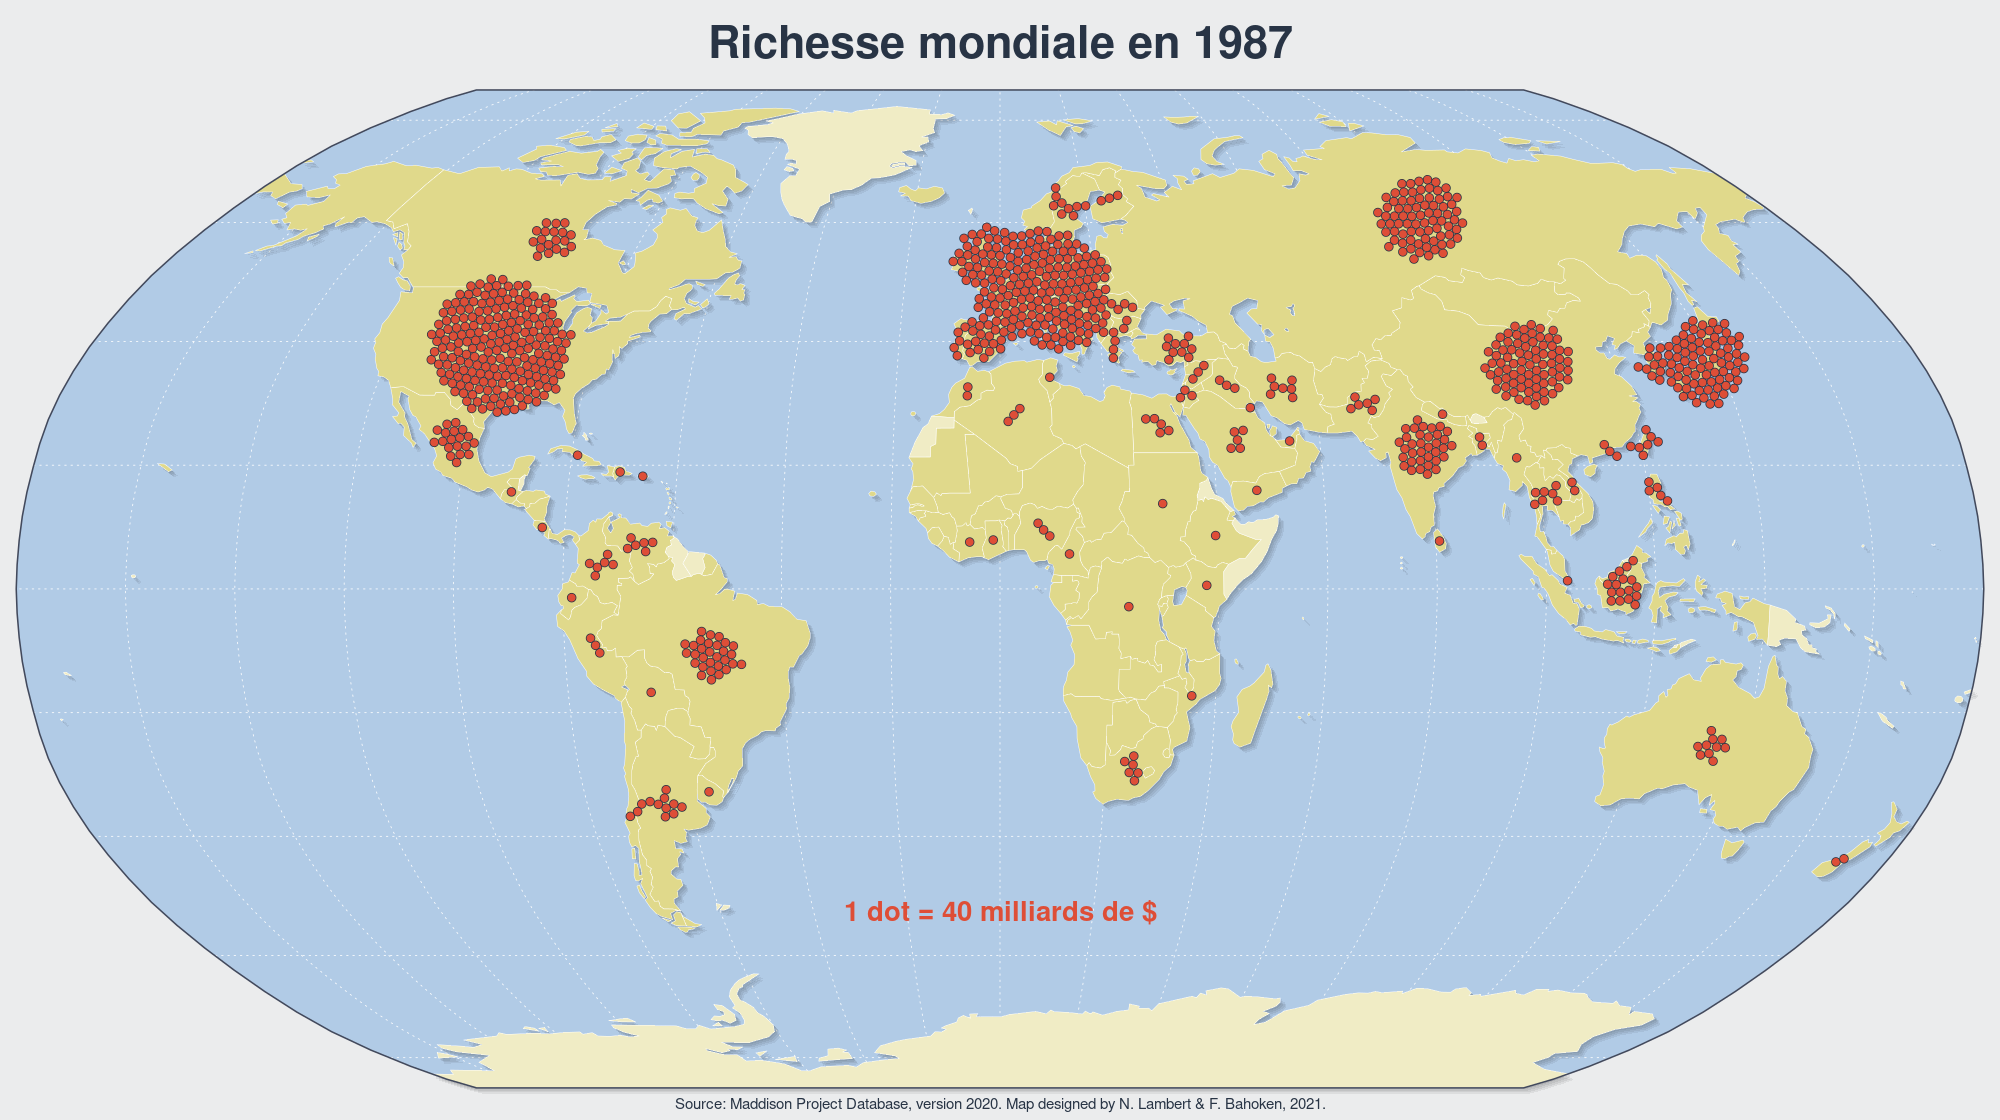 Richesse mondiale en 1987
1 dot = 40 milliards de $
Source: Maddison Project Database, version 2020. Map designed by N. Lambert & F. Bahoken, 2021.